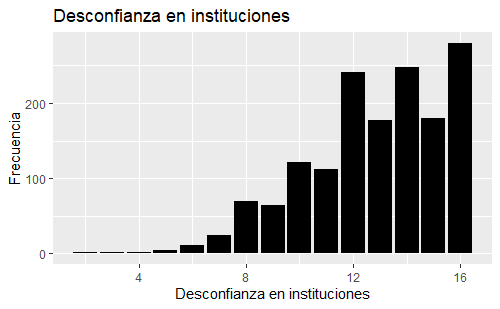 Desconfianza en instituciones
Frecuencia
200
100
0
4 8 12 16
Desconfianza en instituciones